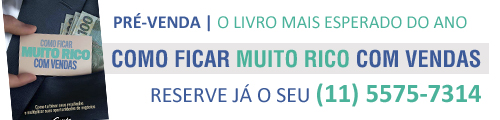 COMO FICAR
MUITO RICO
COM VENDAS
PRÉ-VENDA | O LIVRO MAIS ESPERADO DO ANO
COMO FICAR MUITO RICO COM VENDAS
RESERVE JÁ O SEU (11) 5575-7314